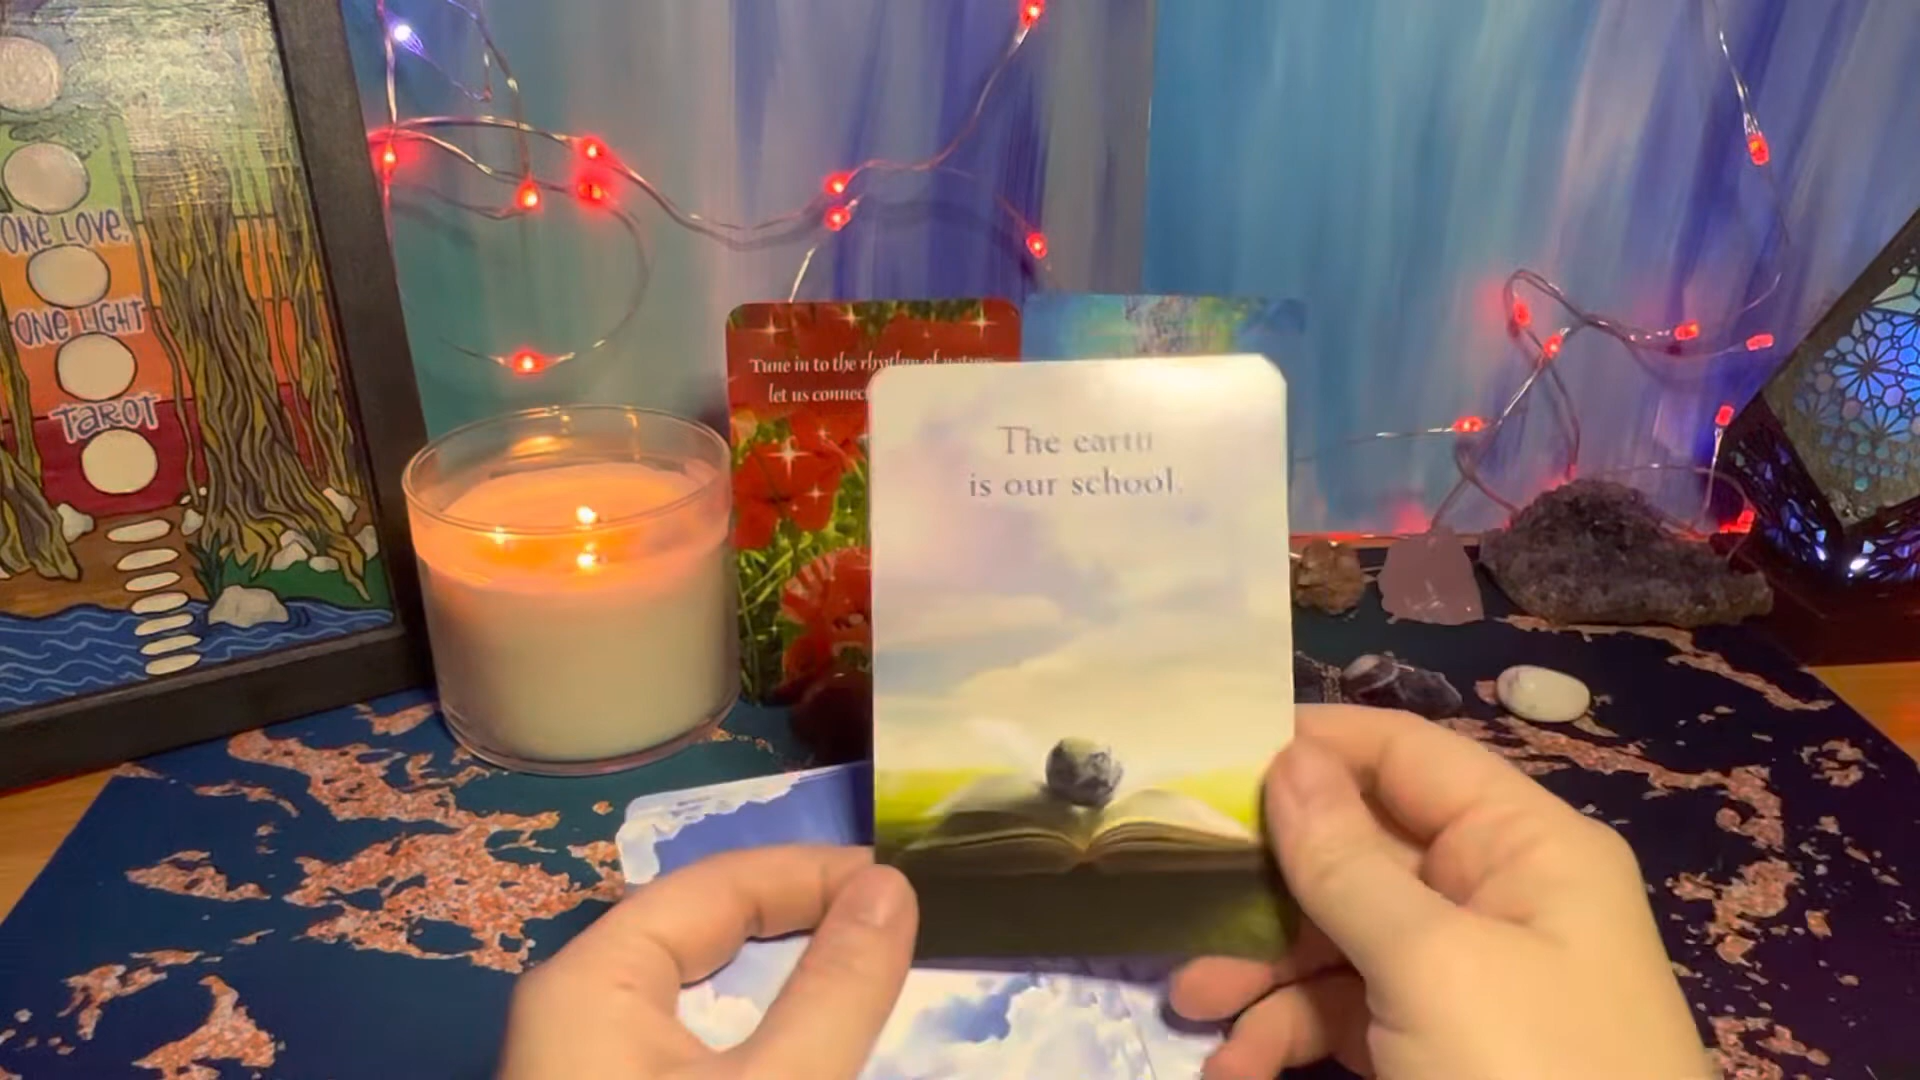 ONE LOVE,
ONE LIGHT
TAROT
Tune in to the rhythm of nature
let us connect
The earth
is our school.